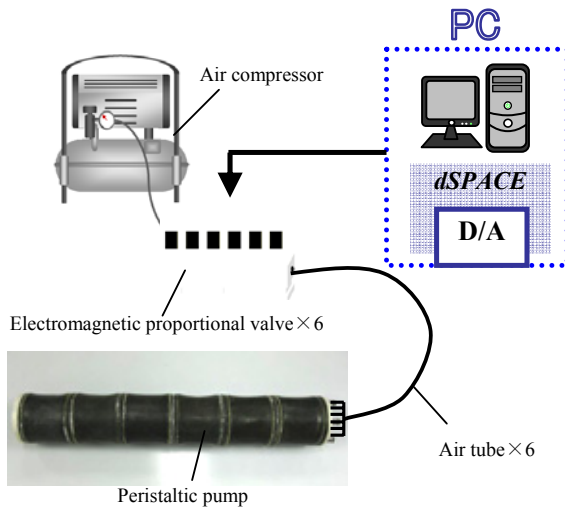 PC
Air compressor
dSPACE
D/A
Electromagnetic proportional valve×6
Air tube×6
Peristaltic pump